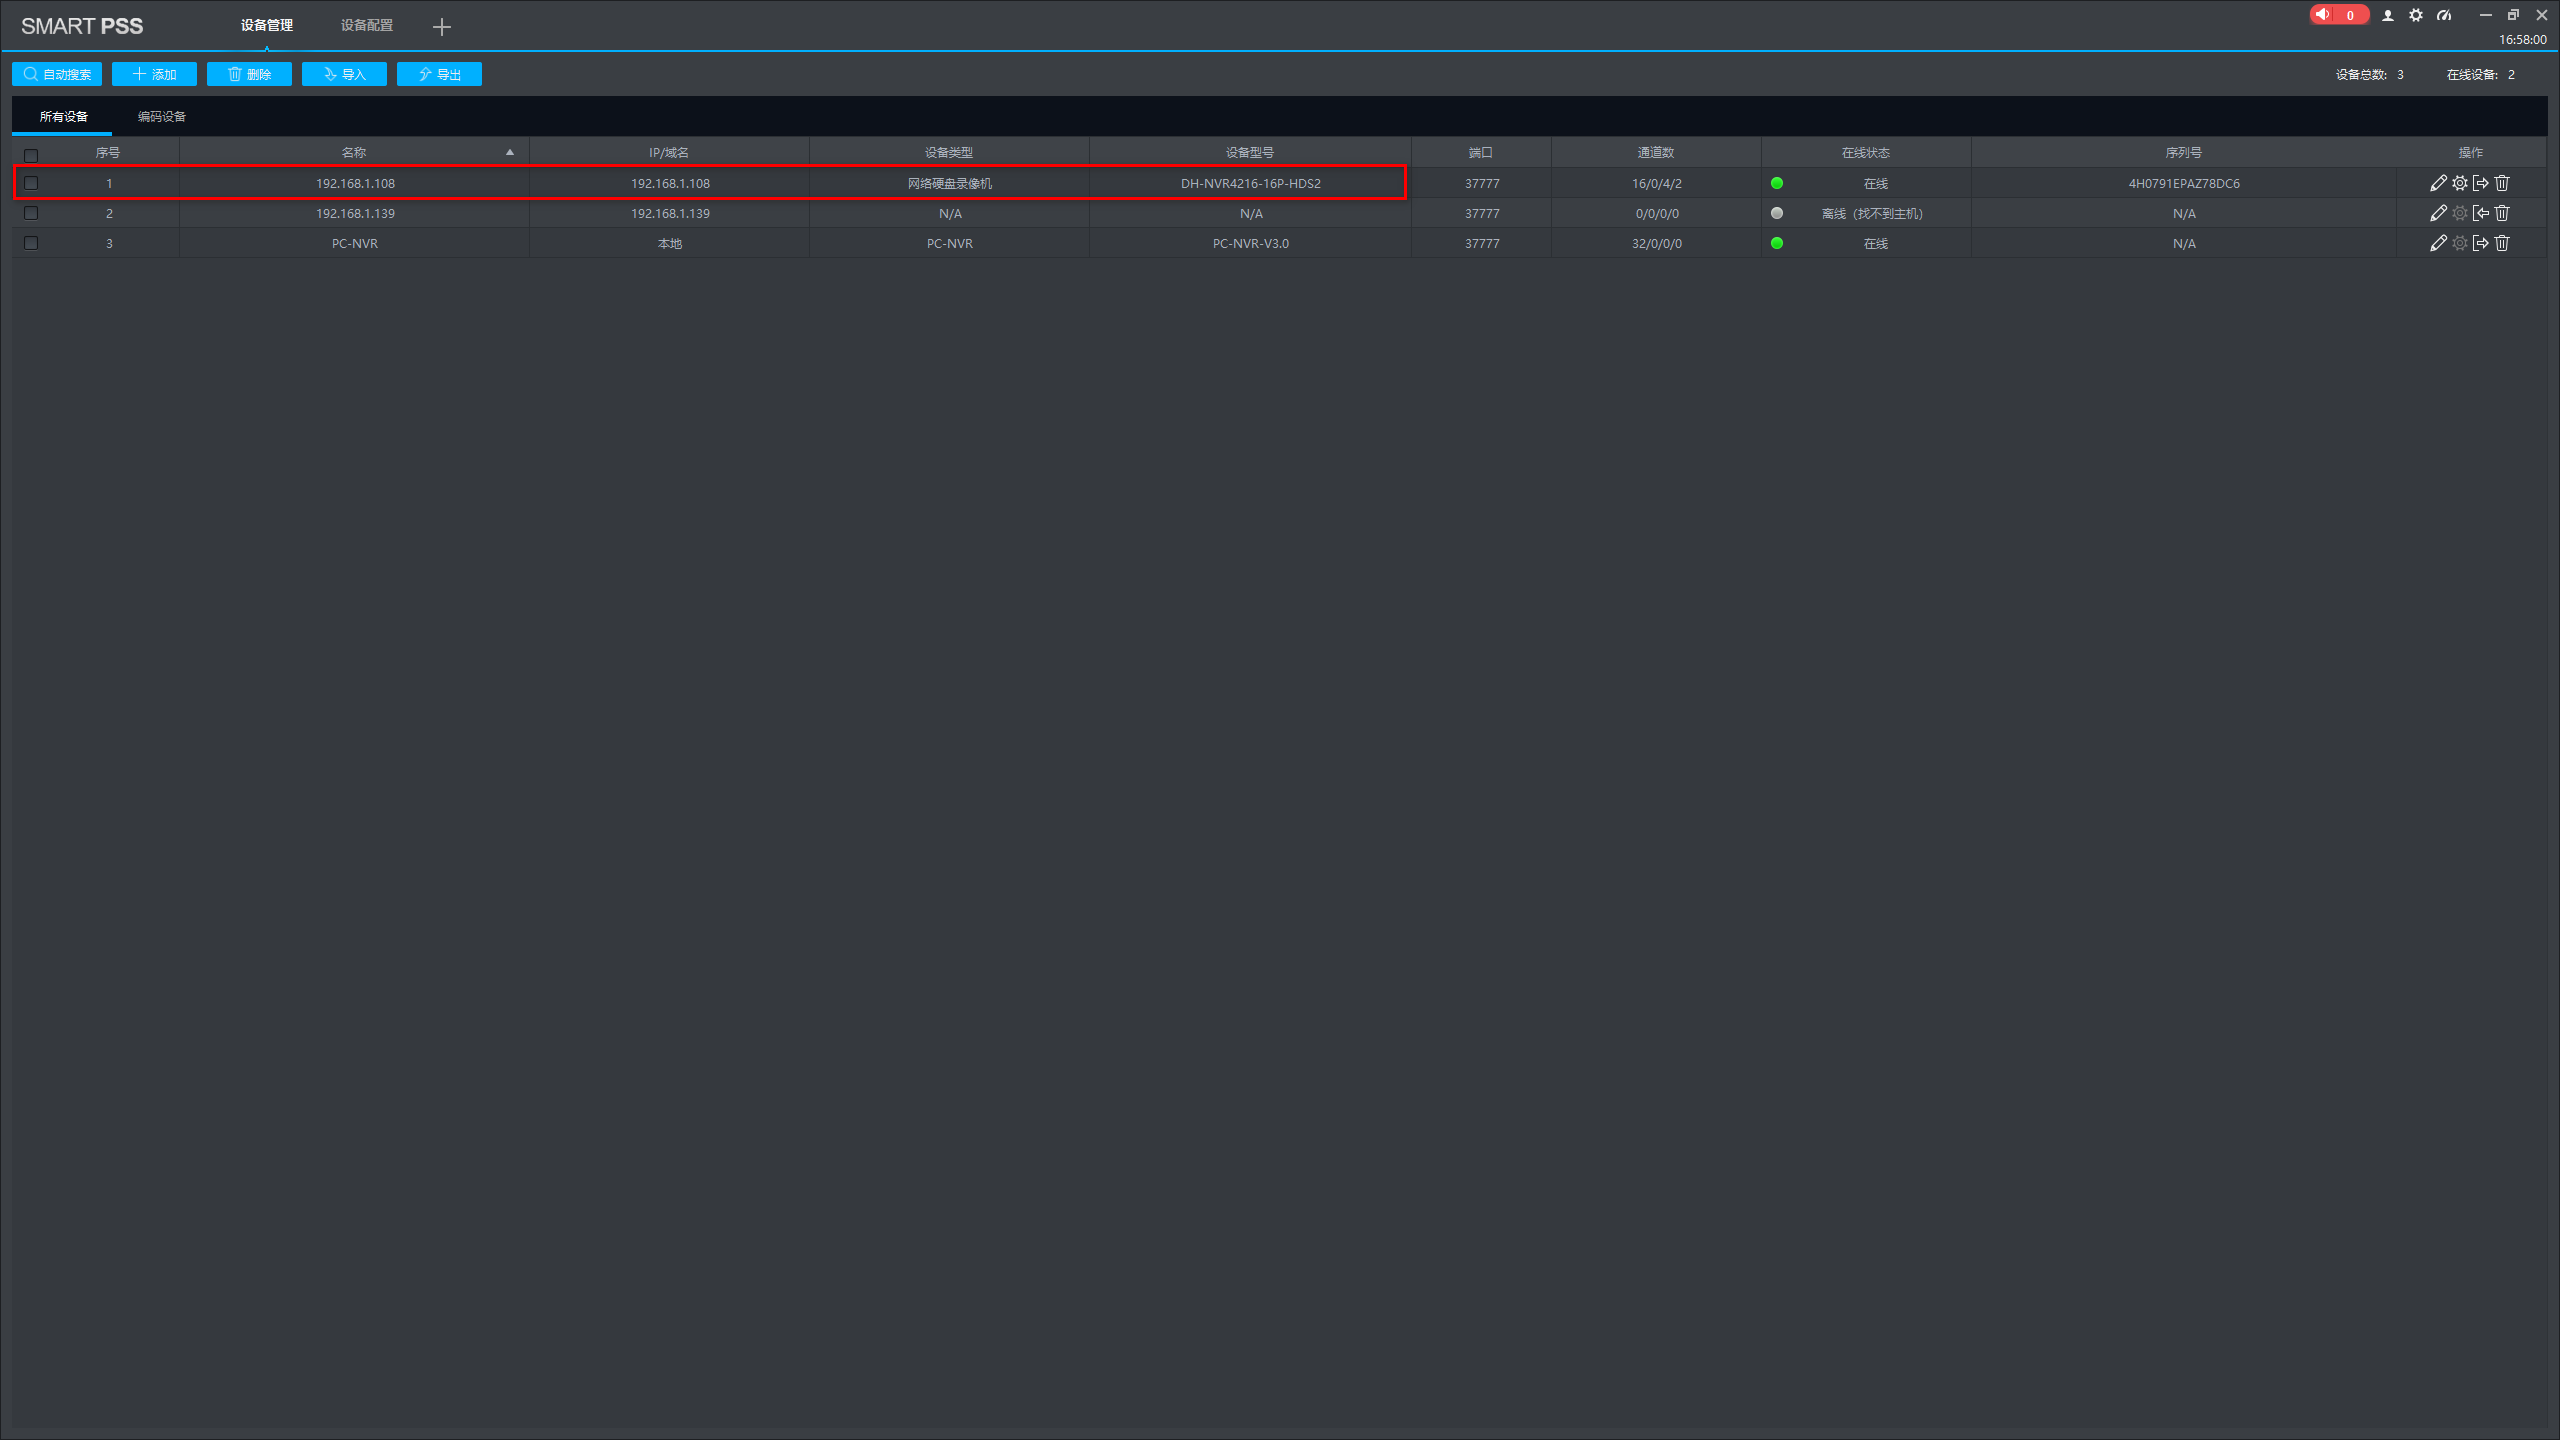 SMART PSS 设备管理 设备配置 0
16:58:00
自动搜索 添加 删除 导入 导出 设备总数: 3 在线设备: 2
所有设备 编码设备
序号 名称 IP/域名 设备类型 设备型号 端口 通道数 在线状态 序列号 操作
1 192.168.1.108 192.168.1.108 网络硬盘录像机 DH-NVR4216-16P-HDS2 37777 16/0/4/2 在线 4H0791EPAZ78DC6
2 192.168.1.139 192.168.1.139 N/A N/A 37777 0/0/0/0 离线（找不到主机） N/A
3 PC-NVR 本地 PC-NVR PC-NVR-V3.0 37777 32/0/0/0 在线 N/A